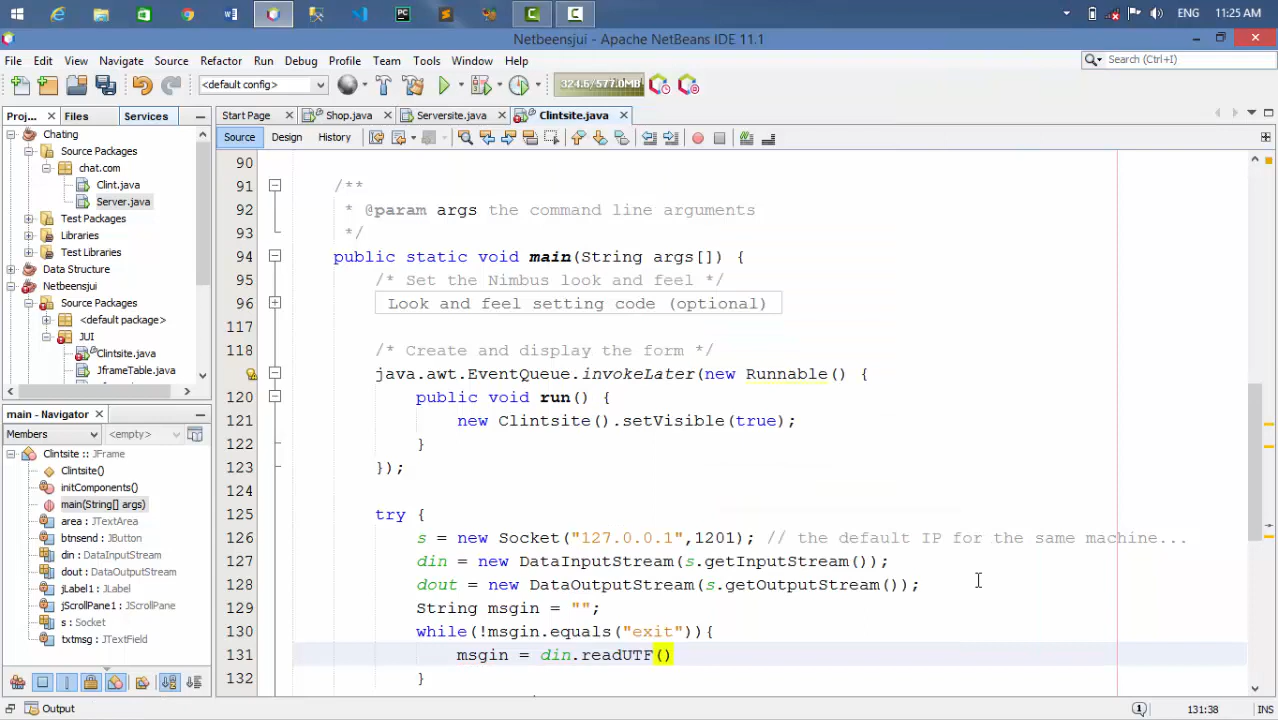 ENG 11:25 AM
Netbeensjui - Apache NetBeans IDE 11.1
File Edit View Navigate Source Refactor Run Debug Profile Team Tools Window Help
Search (Ctrl+I)
<default config>
324.6/577.0MB
Proj... Files Services
Start Page Shop.java Serversite.java Clintsite.java
Source Design History
Chating
Source Packages
chat.com
Clint.java
Server.java
Test Packages
Libraries
Test Libraries
Data Structure
Netbeensjui
Source Packages
<default package>
JUI
Clintsite.java
JframeTable.java
main - Navigator
Members <empty>
Clintsite :: JFrame
Clintsite()
initComponents()
main(String[] args)
area : JTextArea
btnsend : JButton
din : DataInputStream
dout : DataOutputStream
jLabel1 : JLabel
jScrollPane1 : JScrollPane
s : Socket
txtmsg : JTextField
90
91 /**
92 * @param args the command line arguments
93 */
94 public static void main(String args[]) {
95 /* Set the Nimbus look and feel */
96 Look and feel setting code (optional)
117
118 /* Create and display the form */
java.awt.EventQueue.invokeLater(new Runnable() {
120 public void run() {
121 new Clintsite().setVisible(true);
122 }
123 });
124
125 try {
126 s = new Socket("127.0.0.1",1201); // the default IP for the same machine...
127 din = new DataInputStream(s.getInputStream());
128 dout = new DataOutputStream(s.getOutputStream());
129 String msgin = "";
130 while(!msgin.equals("exit")){
131 msgin = din.readUTF()
132 }
Output
131:38 INS